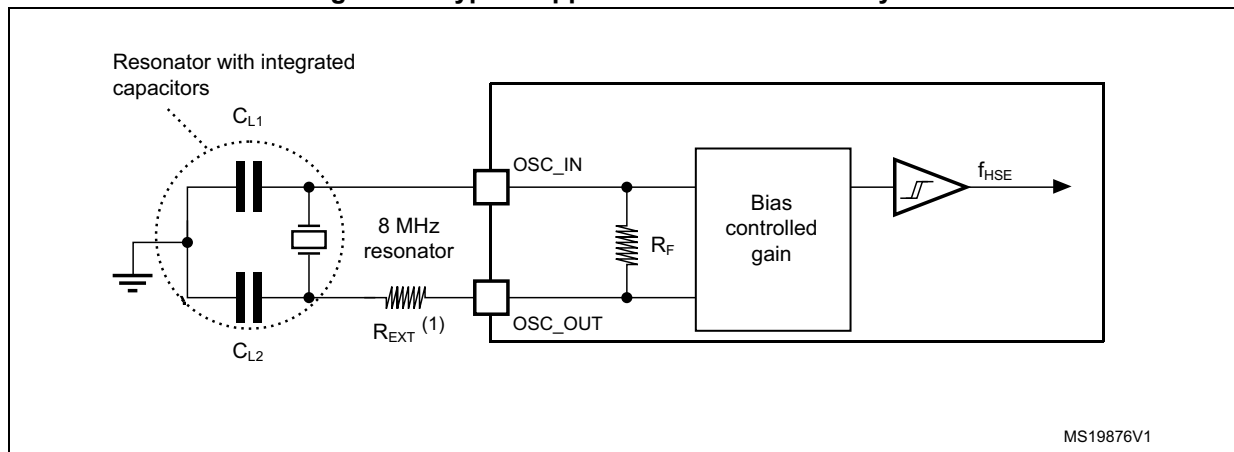 Resonator with integrated
capacitors
CL1
OSC_IN
fHSE
8 MHz
resonator
RF
Bias
controlled
gain
REXT (1)
OSC_OUT
CL2
MS19876V1